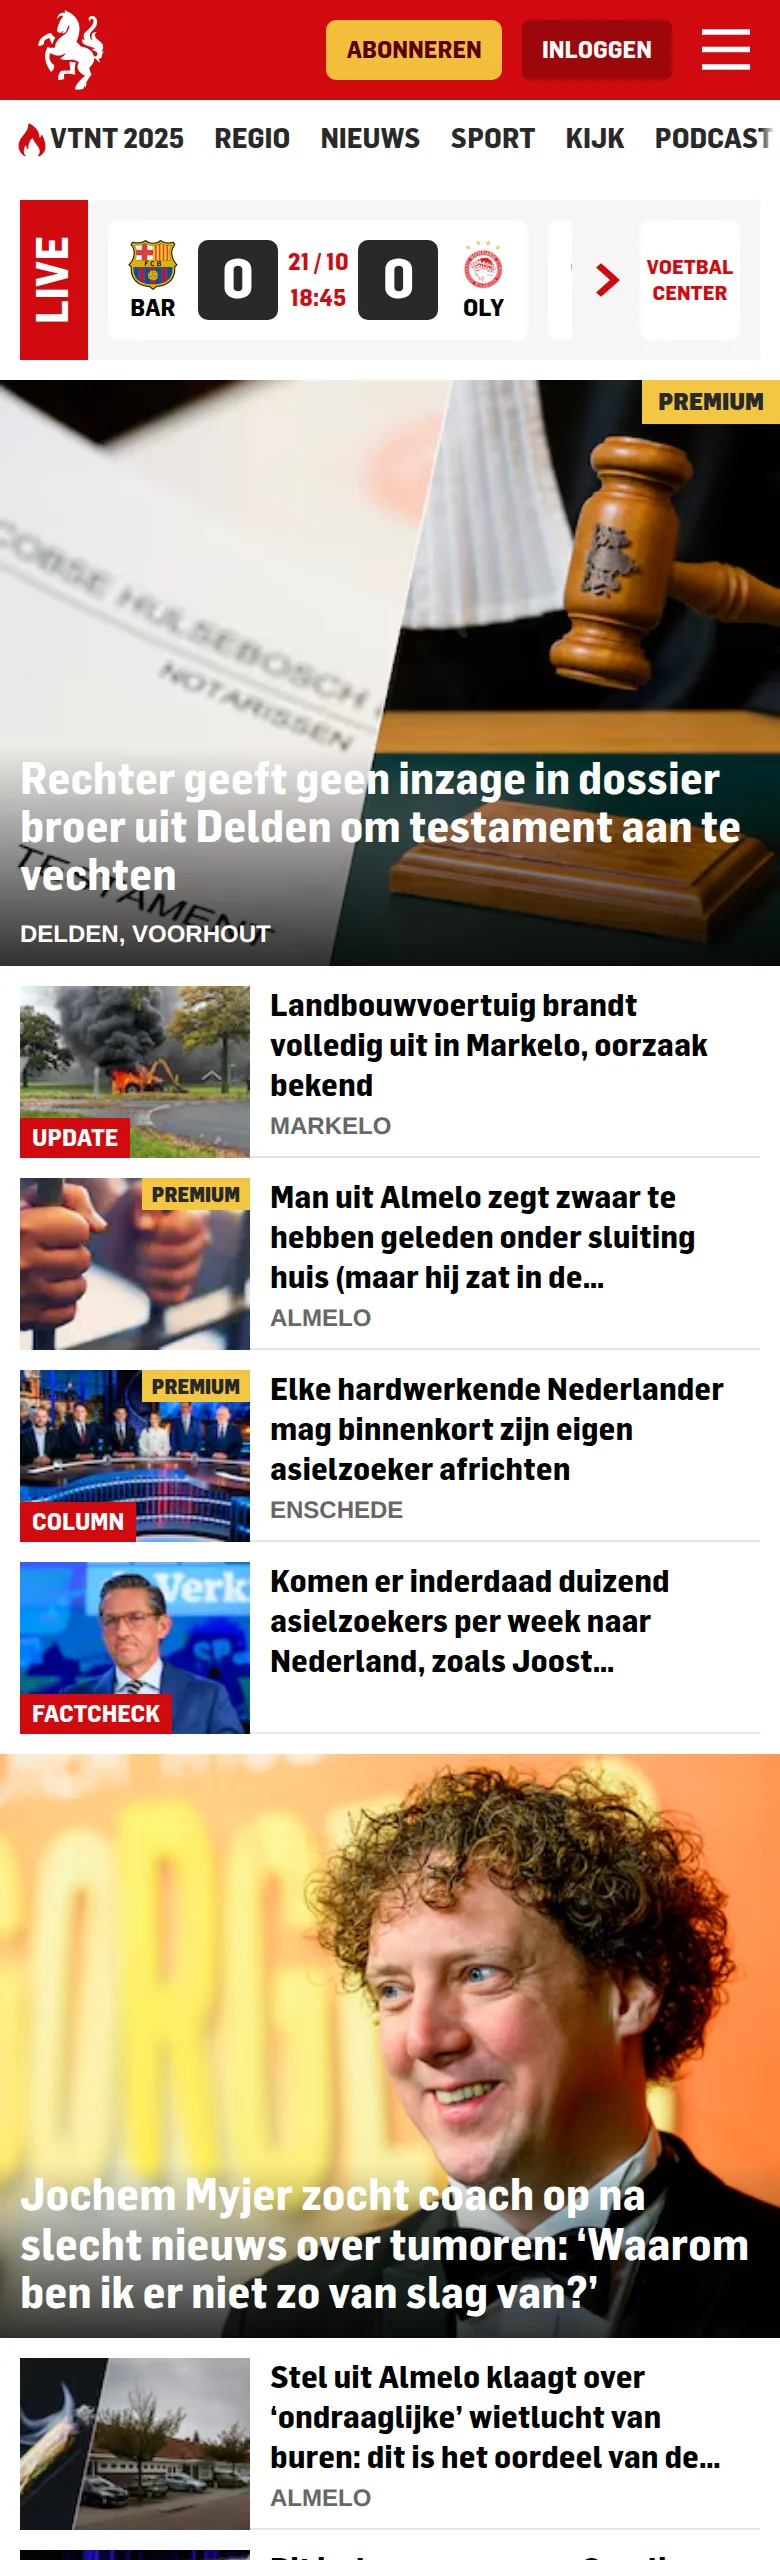 ABONNEREN
INLOGGEN
VTNT 2025
REGIO
NIEUWS
SPORT
KIJK
PODCAST
LIVE
FCB
BAR
0
21 / 10
18:45
0
OLY
VOETBAL
CENTER
PREMIUM
COBSE HULSEBOSCH
NOTARISSEN
TESTAMENT
Rechter geeft geen inzage in dossier
broer uit Delden om testament aan te
vechten
DELDEN, VOORHOUT
UPDATE
Landbouwvoertuig brandt
volledig uit in Markelo, oorzaak
bekend
MARKELO
PREMIUM
Man uit Almelo zegt zwaar te
hebben geleden onder sluiting
huis (maar hij zat in de...
ALMELO
PREMIUM
COLUMN
Elke hardwerkende Nederlander
mag binnenkort zijn eigen
asielzoeker africhten
ENSCHEDE
Verk
FACTCHECK
Komen er inderdaad duizend
asielzoekers per week naar
Nederland, zoals Joost...
Jochem Myjer zocht coach op na
slecht nieuws over tumoren: ‘Waarom
ben ik er niet zo van slag van?’
Stel uit Almelo klaagt over
‘ondraaglijke’ wietlucht van
buren: dit is het oordeel van de...
ALMELO